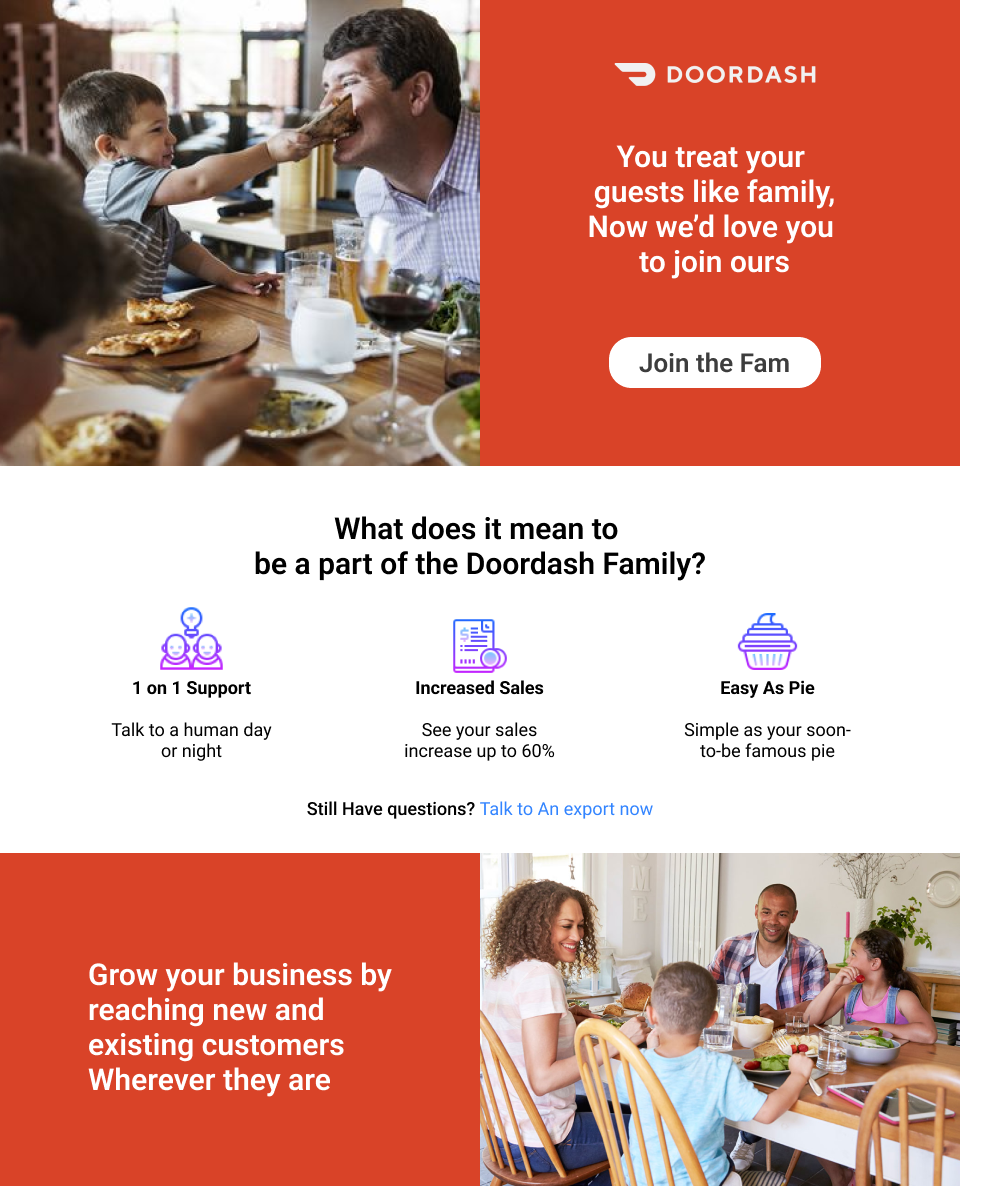 DOORDASH
You treat your
guests like family,
Now we’d love you
to join ours
Join the Fam
What does it mean to
be a part of the Doordash Family?
$
1 on 1 Support
Increased Sales
Easy As Pie
Talk to a human day
or night
See your sales
increase up to 60%
Simple as your soon-
to-be famous pie
Still Have questions? Talk to An export now
Grow your business by
reaching new and
existing customers
Wherever they are
OME